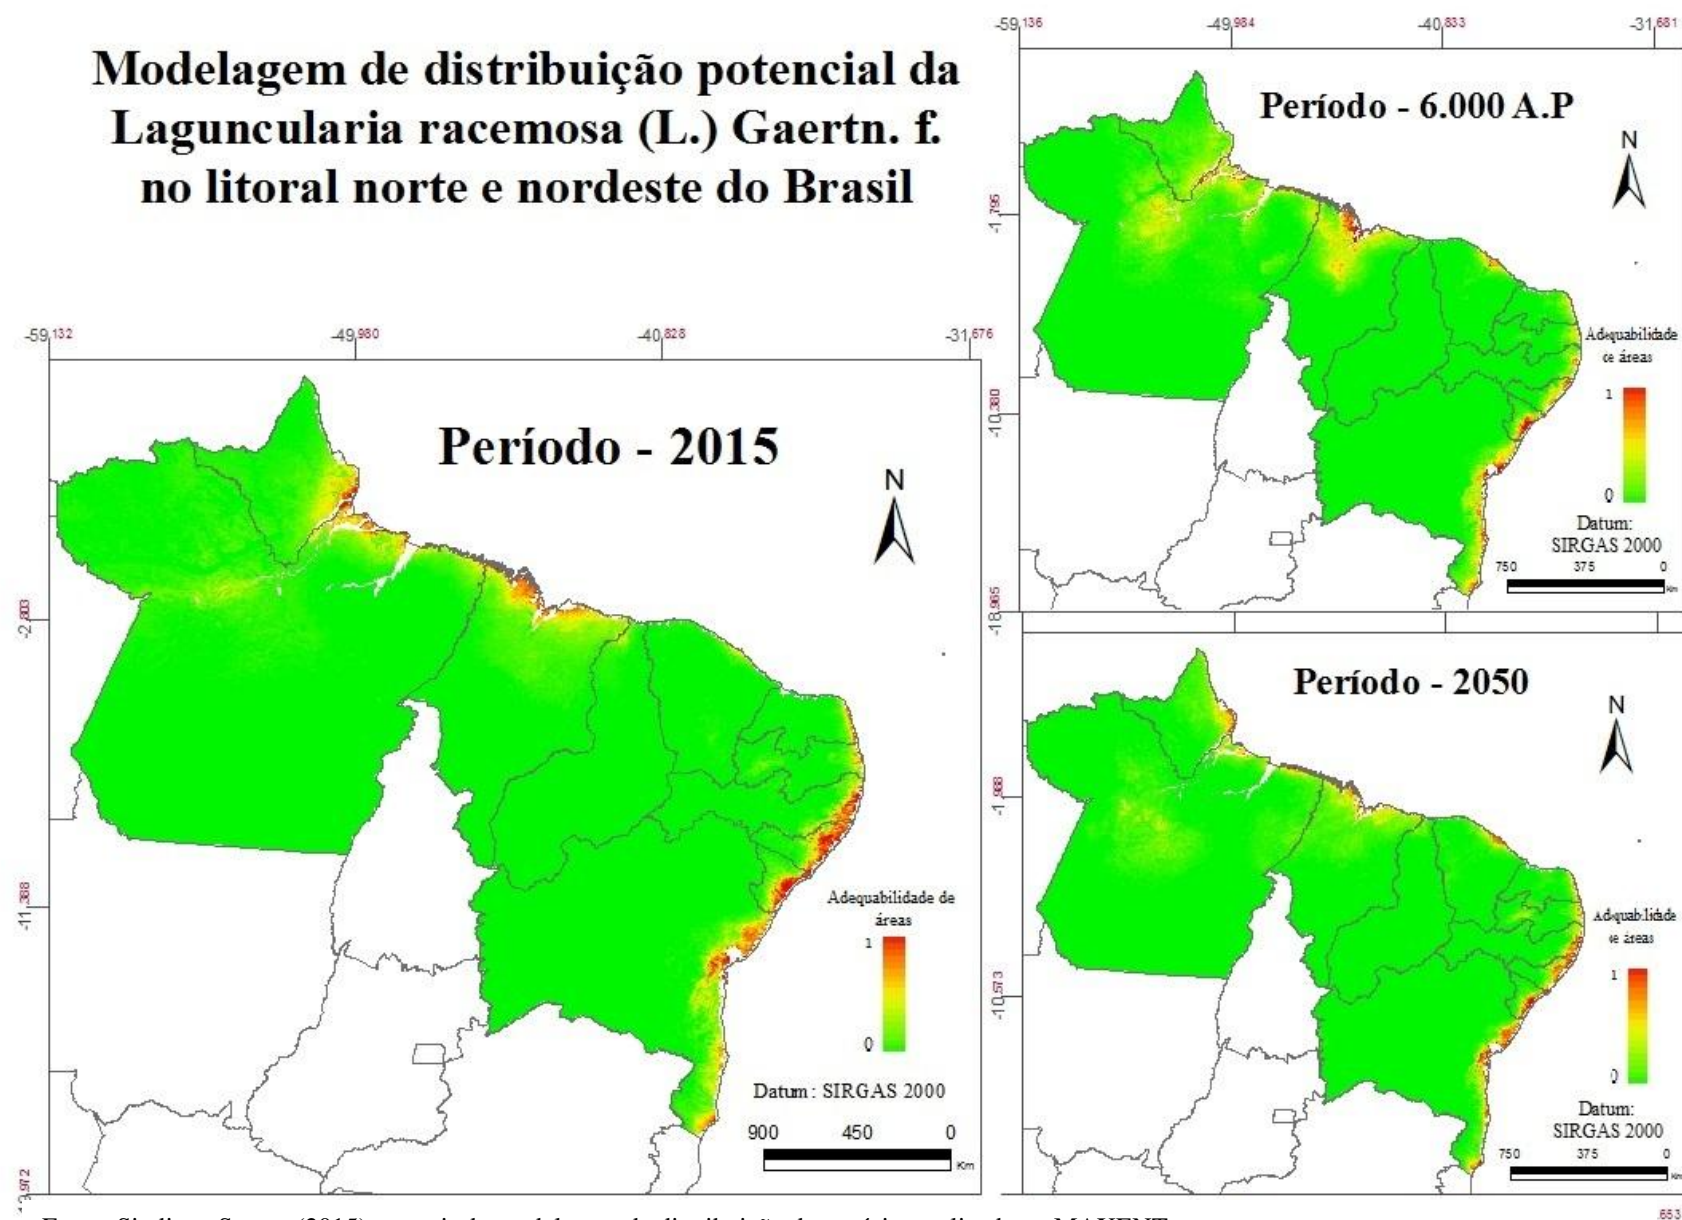 Modelagem de distribuição potencial da
Laguncularia racemosa (L.) Gaertn. f.
no litoral norte e nordeste do Brasil
-59,132
-49,980
-40,828
-31,676
Período - 2015
N
-2,803
-11,388
Adequabilidade de
áreas
1
0
Datum: SIRGAS 2000
900 450 0
Km
-59,136
-49,984
-40,833
-31,681
Período - 6.000 A.P
N
-1,795
-10,380
-18,965
Adequabilidade
áreas
1
0
Datum:
SIRGAS 2000
750 375 0
Km
Período - 2050
N
-1,988
-10,573
Adequabilidade
áreas
1
0
Datum:
SIRGAS 2000
750 375 0
Km